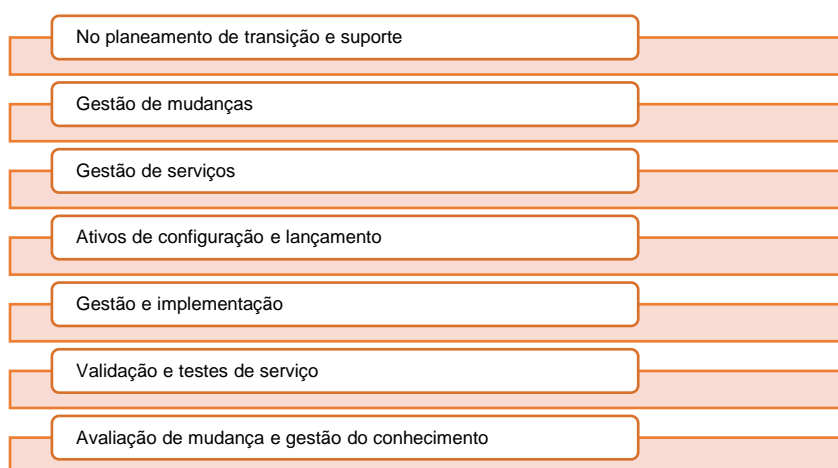 No planeamento de transição e suporte
Gestão de mudanças
Gestão de serviços
Ativos de configuração e lançamento
Gestão e implementação
Validação e testes de serviço
Avaliação de mudança e gestão do conhecimento